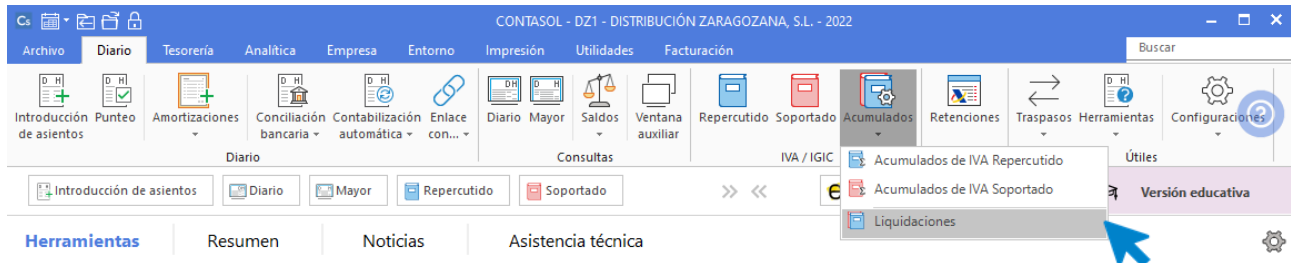 Cs CONTASOL - DZ1 - DISTRIBUCIÓN ZARAGOZANA, S.L. - 2022
Archivo Diario Tesorería Analítica Empresa Entorno Impresión Utilidades Facturación Buscar
Introducción de asientos
Punteo
Amortizaciones
Conciliación bancaria
Contabilización automática
Enlace con...
Diario
Mayor
Saldos
Ventana auxiliar
Repercutido
Soportado
Acumulados
Retenciones
Traspasos
Herramientas
Configuraciones
Diario Consultas IVA / IGIC Útiles
Acumulados de IVA Repercutido
Acumulados de IVA Soportado
Liquidaciones
Introducción de asientos Diario Mayor Repercutido Soportado e Versión educativa
Herramientas Resumen Noticias Asistencia técnica